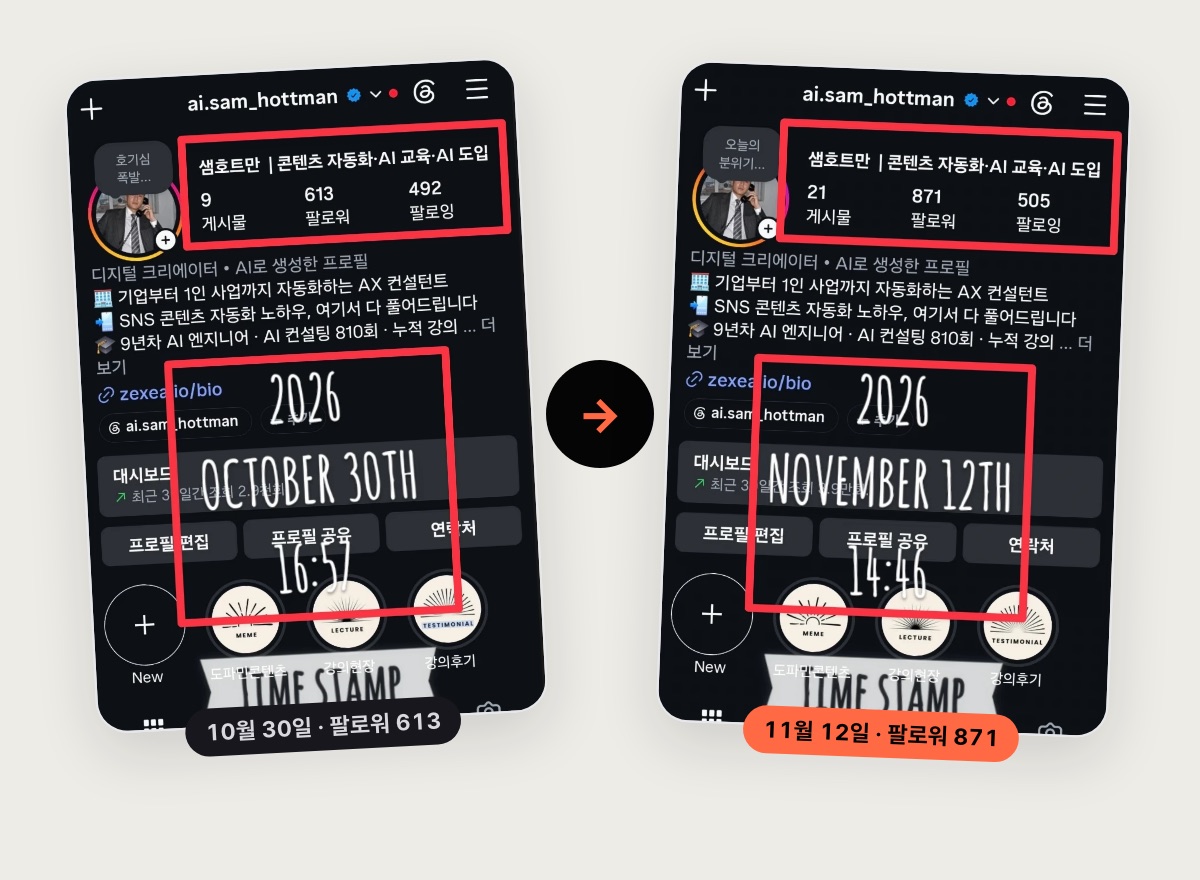 ai.sam_hottman
호기심
폭발...
샘호트만 | 콘텐츠 자동화·AI 교육·AI 도입
9
게시물
613
팔로워
492
팔로잉
디지털 크리에이터 • AI로 생성한 프로필
🏢 기업부터 1인 사업까지 자동화하는 AX 컨설턴트
📲 SNS 콘텐츠 자동화 노하우, 여기서 다 풀어드립니다
🎓 9년차 AI 엔지니어 · AI 컨설팅 810회 · 누적 강의 ... 더
보기
zexea.io/bio
ai.sam_hottman
2026
대시보드
OCTOBER 30TH
프로필 편집
프로필 공유
연락처
16:57
MEME
LECTURE
TESTIMONIAL
New
도파민콘텐츠
강의현장
강의후기
TIME STAMP
10월 30일 · 팔로워 613
ai.sam_hottman
오늘의
분위기...
샘호트만 | 콘텐츠 자동화·AI 교육·AI 도입
21
게시물
871
팔로워
505
팔로잉
디지털 크리에이터 • AI로 생성한 프로필
🏢 기업부터 1인 사업까지 자동화하는 AX 컨설턴트
📲 SNS 콘텐츠 자동화 노하우, 여기서 다 풀어드립니다
🎓 9년차 AI 엔지니어 · AI 컨설팅 810회 · 누적 강의 ... 더
보기
zexea.io/bio
ai.sam_hottman
2026
대시보드
NOVEMBER 12TH
프로필 편집
프로필 공유
연락처
14:46
MEME
LECTURE
TESTIMONIAL
New
도파민콘텐츠
강의현장
강의후기
TIME STAMP
11월 12일 · 팔로워 871